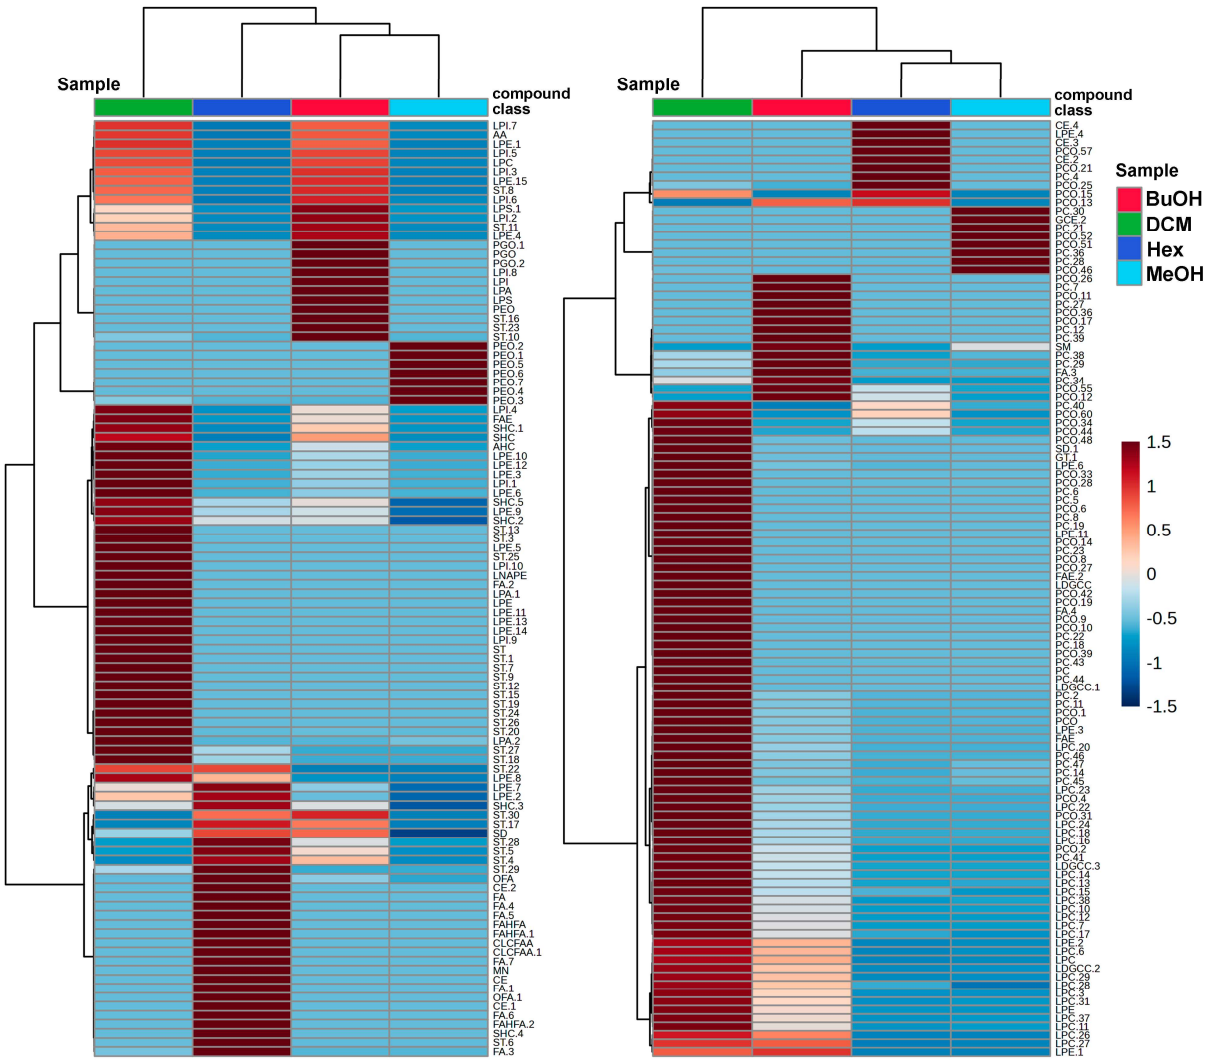 Sample
compound
class
LPI.7
AA
LPE.1
LPI.5
LPC
LPI.3
LPE.15
ST.8
LPI.6
LPS.1
LPI.2
ST.11
LPE.4
PGO.1
PGO
PGO.2
LPI.8
LPI
LPA
LPS
PEO
ST.16
ST.23
ST.10
PEO.2
PEO.1
PEO.5
PEO.6
PEO.7
PEO.4
PEO.3
LPI.4
FAE
SHC.1
SHC
AHC
LPE.10
LPE.12
LPE.3
LPI.1
LPE.6
SHC.5
LPE.9
SHC.2
ST.13
ST.3
LPE.5
ST.25
LPI.10
LNAPE
FA.2
LPA.1
LPE
LPE.11
LPE.13
LPE.14
LPI.9
ST
ST.1
ST.7
ST.9
ST.12
ST.15
ST.19
ST.24
ST.26
ST.20
LPA.2
ST.27
ST.18
ST.22
LPE.8
LPE.7
LPE.2
SHC.3
ST.30
ST.17
SD
ST.28
ST.5
ST.4
ST.29
OFA
CE.2
FA
FA.4
FA.5
FAHFA
FAHFA.1
CLCFAA
CLCFAA.1
FA.7
MN
CE
FA.1
OFA.1
CE.1
FA.6
FAHFA.2
SHC.4
ST.6
FA.3
Sample
compound
class
CE.4
LPE.4
CE.3
PCO.57
CE.2
PCO.21
PC.4
PCO.25
PCO.15
PCO.13
PC.30
GCE.2
PC.21
PCO.52
PCO.51
PC.36
PC.28
PCO.46
PCO.26
PC.7
PCO.11
PC.27
PCO.36
PCO.17
PC.12
PC.39
SM
PC.38
PC.29
FA.3
PC.34
PCO.55
PCO.12
PC.40
PCO.60
PCO.34
PCO.44
PCO.48
SD.1
GT.1
LPE.6
PCO.33
PCO.28
PC.6
PC.5
PCO.6
PC.8
PC.19
LPE.11
PCO.14
PC.23
PCO.8
PCO.27
FAE.2
LDGCC
PCO.42
PCO.19
FA.4
PCO.9
PCO.10
PC.22
PC.18
PCO.39
PC.43
PC
PC.44
LDGCC.1
PC.2
PC.11
PCO.1
PCO
LPE.3
FAE
LPC.20
PC.46
PC.47
PC.14
PC.45
LPC.23
PCO.4
LPC.22
PCO.31
LPC.24
LPC.18
LPC.16
PCO.2
PC.41
LDGCC.3
LPC.14
LPC.13
LPC.15
LPC.38
LPC.10
LPC.12
LPC.7
LPC.17
LPE.2
LPC.6
LPC
LDGCC.2
LPC.29
LPC.28
LPC.3
LPC.31
LPE
LPC.37
LPC.11
LPC.26
LPC.27
LPE.1
Sample
BuOH
DCM
Hex
MeOH
1.5
1
0.5
0
-0.5
-1
-1.5